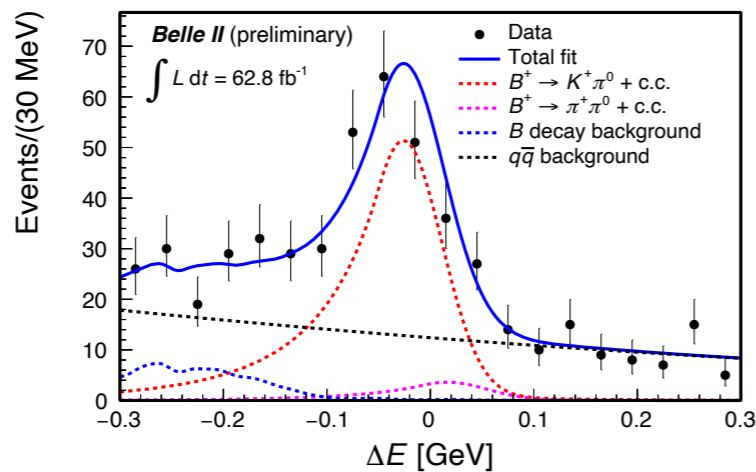 Belle II (preliminary)
∫ L dt = 62.8 fb⁻¹
Data
Total fit
B⁺ → K⁺π⁰ + c.c.
B⁺ → π⁺π⁰ + c.c.
B decay background
qq̅ background
Events/(30 MeV)
70
60
50
40
30
20
10
0
−0.3 −0.2 −0.1 0 0.1 0.2 0.3
ΔE [GeV]